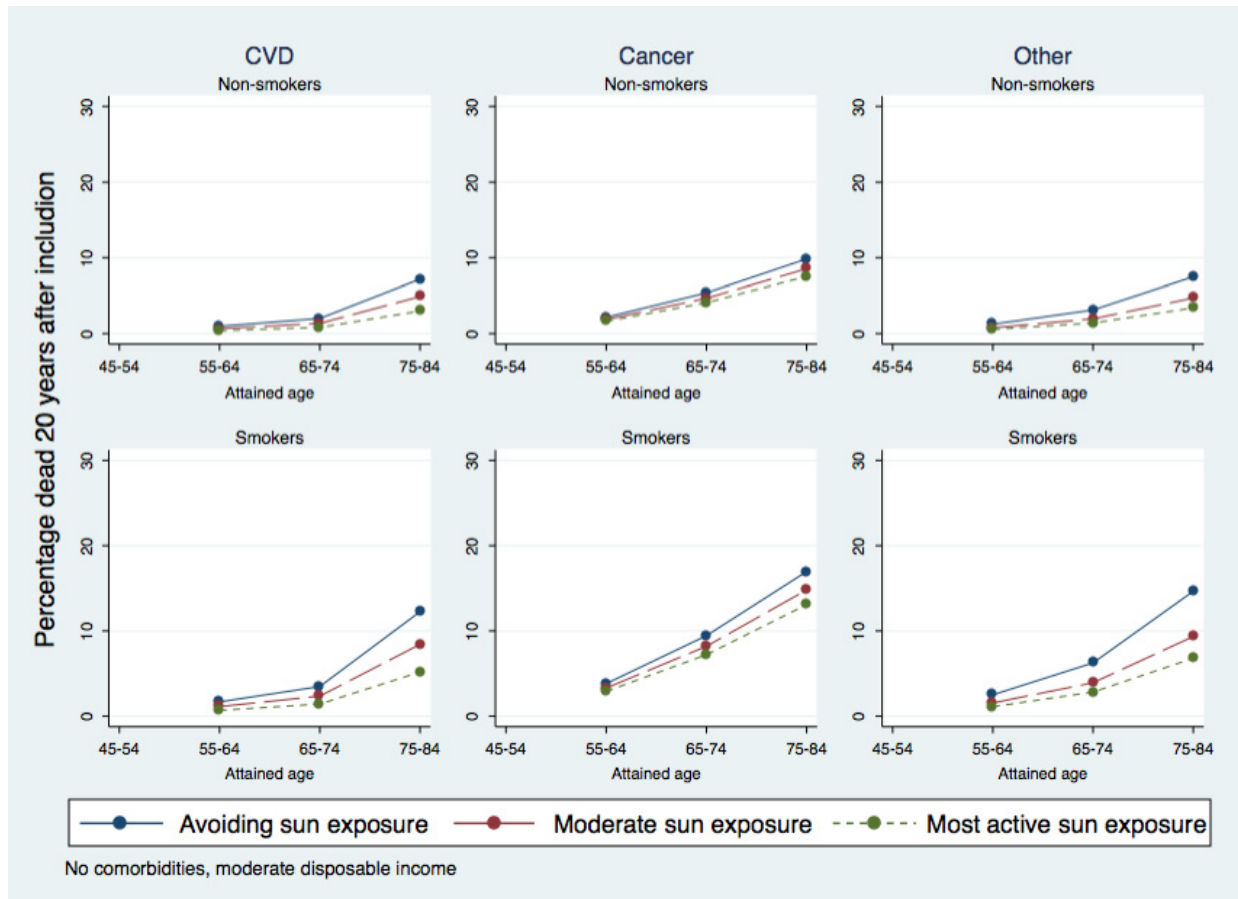 CVD Cancer Other
Non-smokers Non-smokers Non-smokers
Percentage dead 20 years after includion
30 30 30
20 20 20
10 10 10
0 0 0
45-54 55-64 65-74 75-84 45-54 55-64 65-74 75-84 45-54 55-64 65-74 75-84
Attained age Attained age Attained age
Smokers Smokers Smokers
30 30 30
20 20 20
10 10 10
0 0 0
45-54 55-64 65-74 75-84 45-54 55-64 65-74 75-84 45-54 55-64 65-74 75-84
Attained age Attained age Attained age
Avoiding sun exposure Moderate sun exposure Most active sun exposure
No comorbidities, moderate disposable income